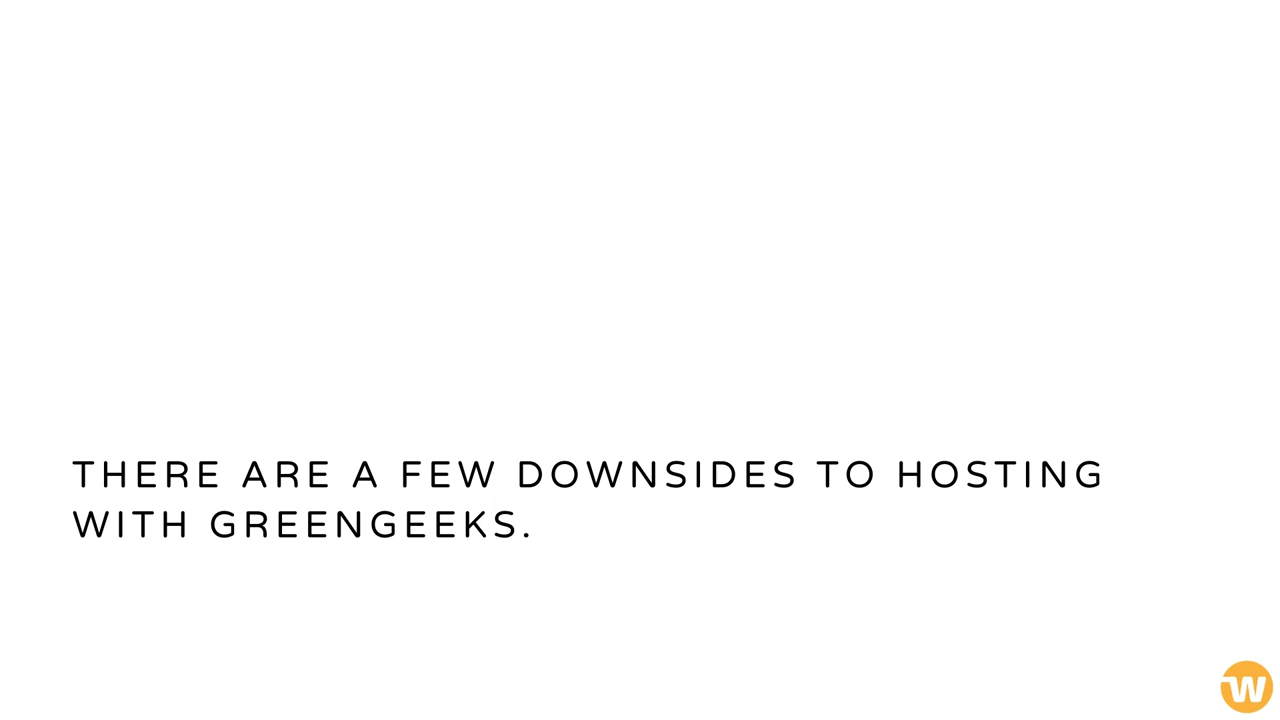 THERE ARE A FEW DOWNSIDES TO HOSTING
WITH GREENGEEKS.
W